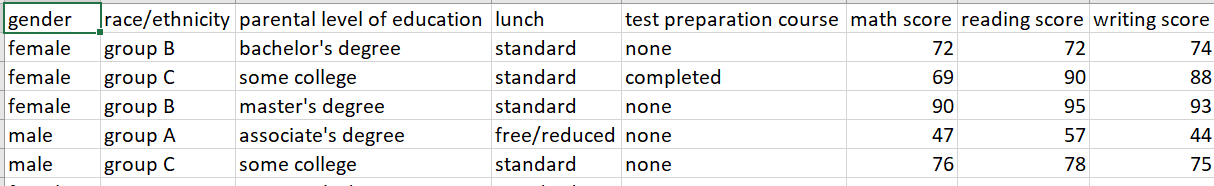 gender race/ethnicity parental level of education lunch test preparation course math score reading score writing score
female group B bachelor's degree standard none 72 72 74
female group C some college standard completed 69 90 88
female group B master's degree standard none 90 95 93
male group A associate's degree free/reduced none 47 57 44
male group C some college standard none 76 78 75